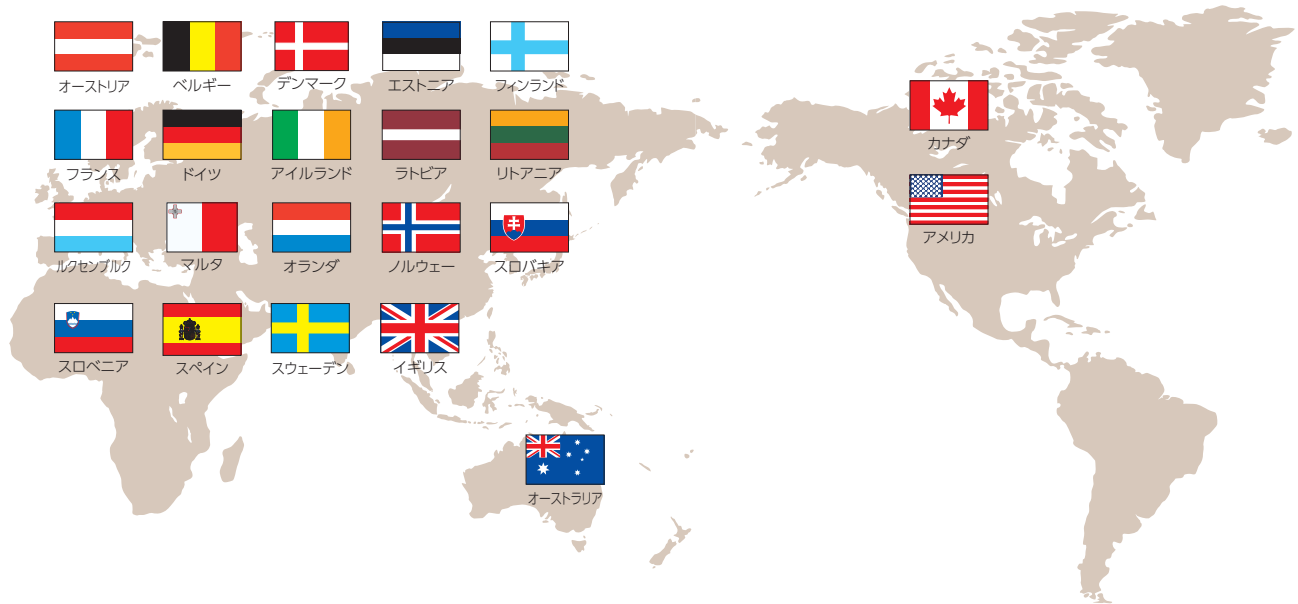 オーストリア
ベルギー
デンマーク
エストニア
フィンランド
フランス
ドイツ
アイルランド
ラトビア
リトアニア
ルクセンブルク
マルタ
オランダ
ノルウェー
スロバキア
スロベニア
スペイン
スウェーデン
イギリス
カナダ
アメリカ
オーストラリア